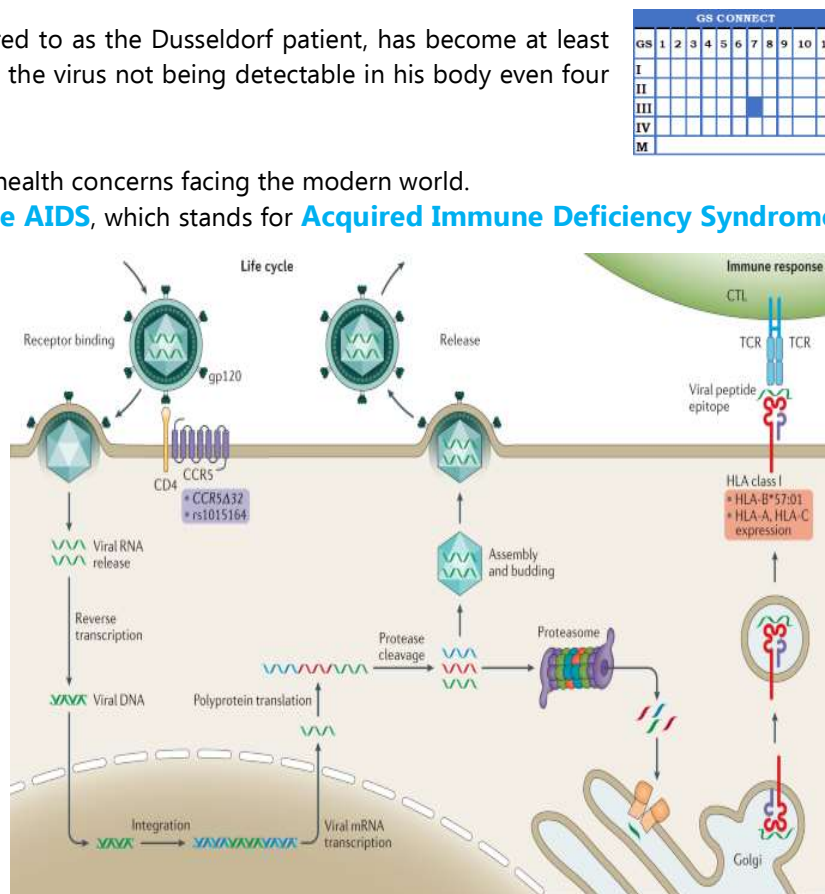 GS CONNECT
GS 1 2 3 4 5 6 7 8 9 10
I
II
III
IV
M
red to as the Dusseldorf patient, has become at least
the virus not being detectable in his body even four
health concerns facing the modern world.
e AIDS, which stands for Acquired Immune Deficiency Syndrome
Life cycle
Immune response
CTL
Receptor binding
Release
TCR TCR
gp120
Viral peptide
epitope
CD4
CCR5
CCR5Δ32
rs1015164
HLA class I
HLA-B*57:01
HLA-A, HLA-C
expression
Viral RNA
release
Assembly
and budding
Reverse
transcription
Protease
cleavage
Proteasome
Viral DNA
Polyprotein translation
Integration
Viral mRNA
transcription
Golgi